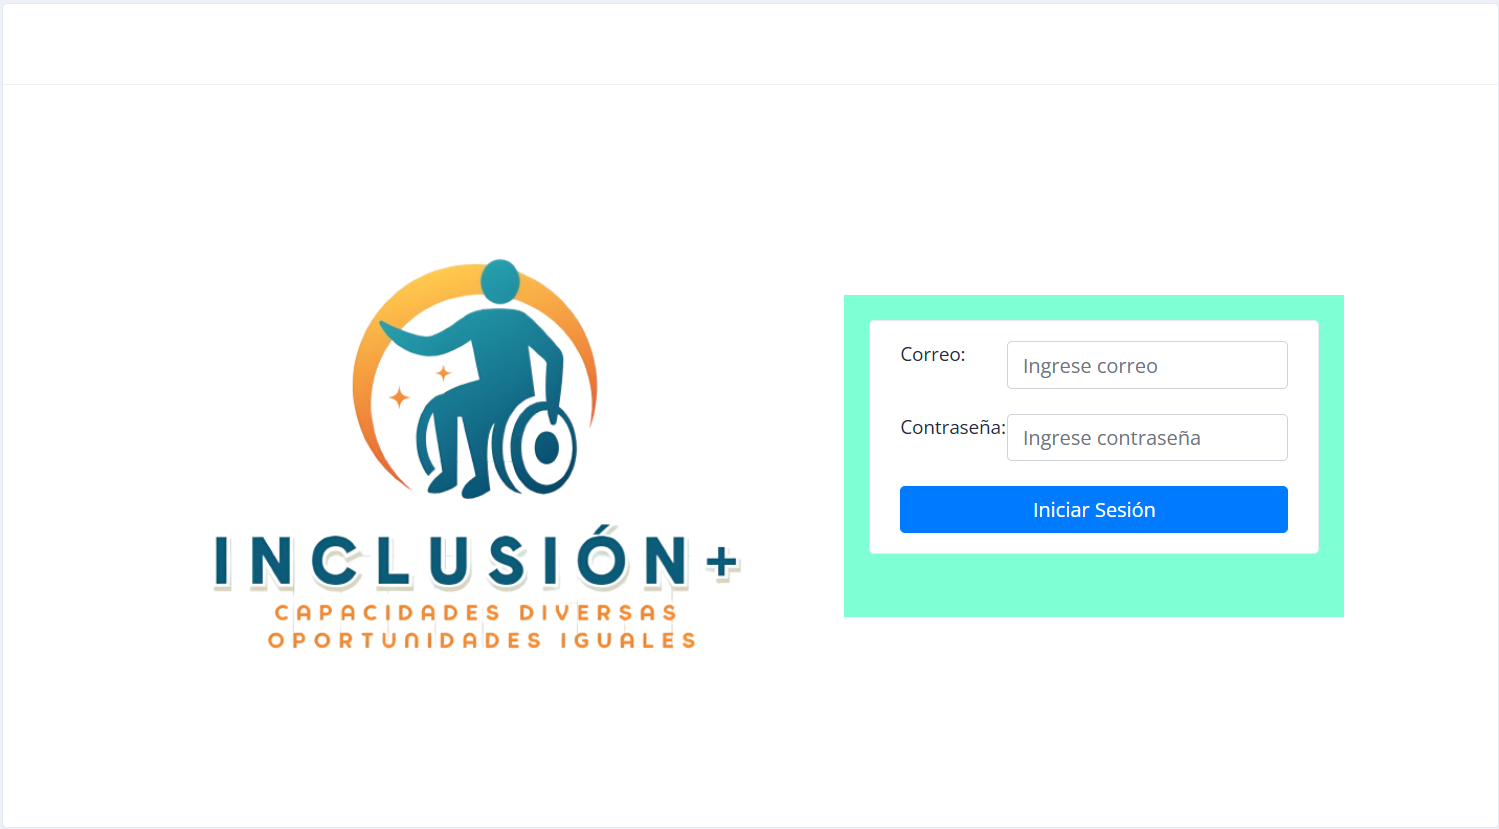 INCLUSIÓN+
CAPACIDADES DIVERSAS
OPORTUNIDADES IGUALES
Correo:
Ingrese correo
Contraseña:
Ingrese contraseña
Iniciar Sesión